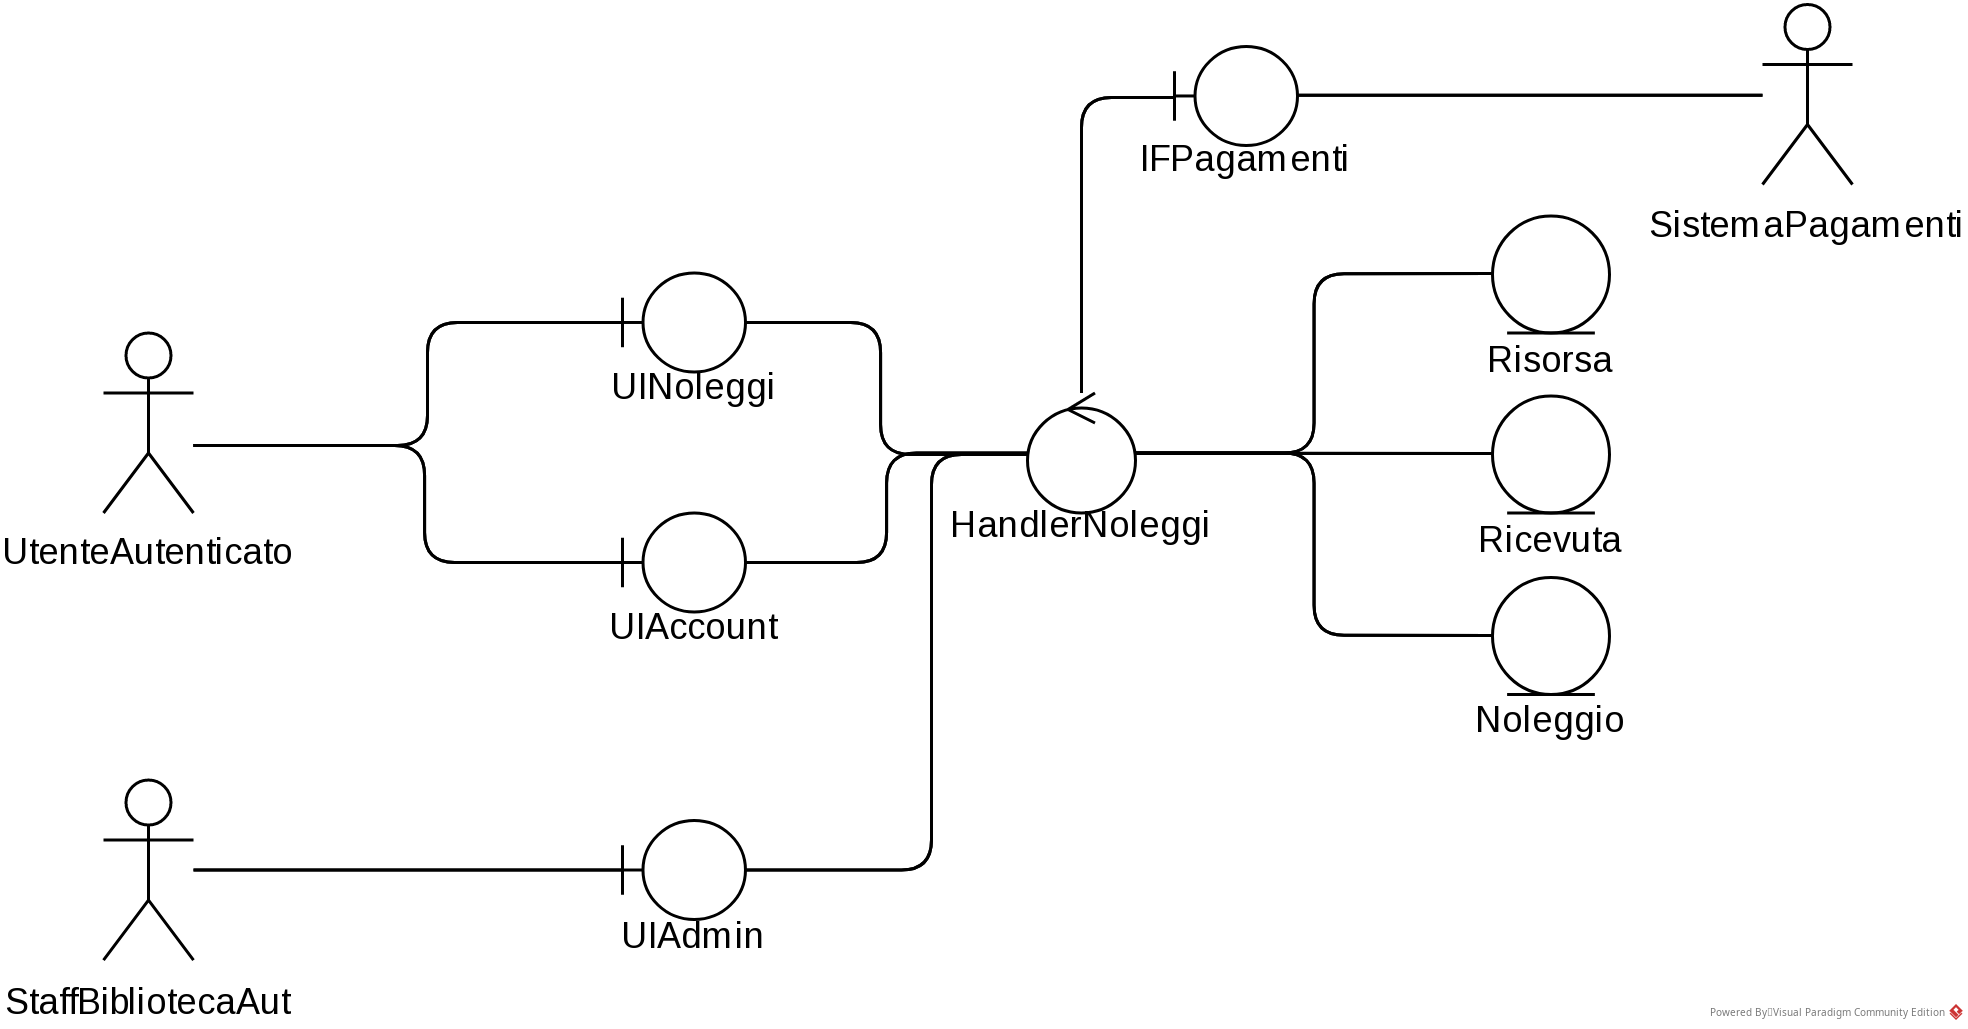 IFPagamenti
SistemaPagamenti
UINoleggi
Risorsa
HandlerNoleggi
Ricevuta
UtenteAutenticato
UIAccount
Noleggio
UIAdmin
StaffBibliotecaAut
Powered By Visual Paradigm Community Edition